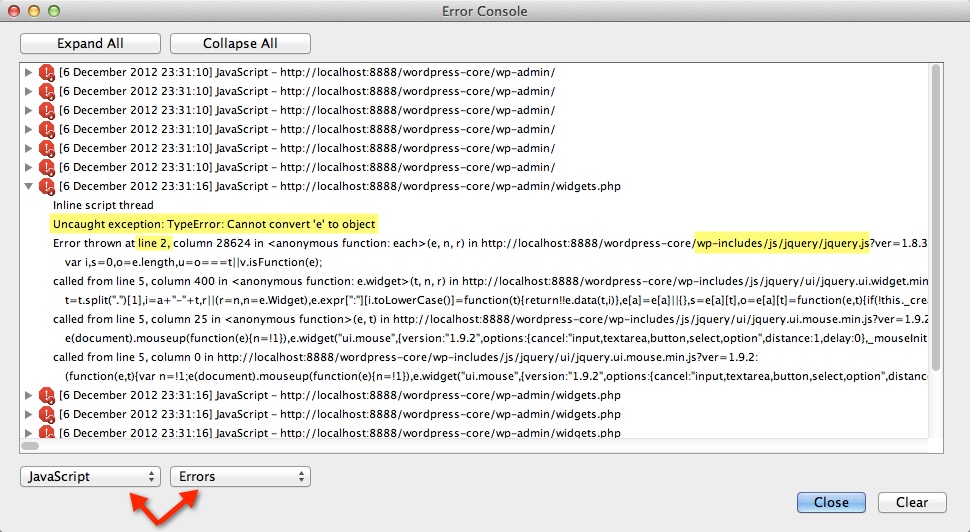 Error Console
Expand All
Collapse All
[6 December 2012 23:31:10] JavaScript - http://localhost:8888/wordpress-core/wp-admin/
[6 December 2012 23:31:10] JavaScript - http://localhost:8888/wordpress-core/wp-admin/
[6 December 2012 23:31:10] JavaScript - http://localhost:8888/wordpress-core/wp-admin/
[6 December 2012 23:31:10] JavaScript - http://localhost:8888/wordpress-core/wp-admin/
[6 December 2012 23:31:10] JavaScript - http://localhost:8888/wordpress-core/wp-admin/
[6 December 2012 23:31:10] JavaScript - http://localhost:8888/wordpress-core/wp-admin/
[6 December 2012 23:31:16] JavaScript - http://localhost:8888/wordpress-core/wp-admin/widgets.php
Inline script thread
Uncaught exception: TypeError: Cannot convert 'e' to object
Error thrown at line 2, column 28624 in <anonymous function: each>(e, n, r) in http://localhost:8888/wordpress-core/wp-includes/js/jquery/jquery.js?ver=1.8.3
var i,s=0,o=e.length,u=o===t||v.isFunction(e);
called from line 5, column 400 in <anonymous function: e.widget>(t, n, r) in http://localhost:8888/wordpress-core/wp-includes/js/jquery/ui/jquery.ui.widget.min
t=t.split(".")[1],i=a+"-"+t,r||(r=n,n=e.Widget),e.expr[":"][i.toLowerCase()]=function(t){return!!e.data(t,i)},e[a]=e[a]||{},s=e[a][t],o=e[a][t]=function(e,t){if(!this._crea
called from line 5, column 25 in <anonymous function>(e, t) in http://localhost:8888/wordpress-core/wp-includes/js/jquery/ui/jquery.ui.mouse.min.js?ver=1.9.2
e(document).mouseup(function(e){n=!1}),e.widget("ui.mouse",{version:"1.9.2",options:{cancel:"input,textarea,button,select,option",distance:1,delay:0},_mouseInit
called from line 5, column 0 in http://localhost:8888/wordpress-core/wp-includes/js/jquery/ui/jquery.ui.mouse.min.js?ver=1.9.2:
(function(e,t){var n=!1;e(document).mouseup(function(e){n=!1}),e.widget("ui.mouse",{version:"1.9.2",options:{cancel:"input,textarea,button,select,option",distanc
[6 December 2012 23:31:16] JavaScript - http://localhost:8888/wordpress-core/wp-admin/widgets.php
[6 December 2012 23:31:16] JavaScript - http://localhost:8888/wordpress-core/wp-admin/widgets.php
[6 December 2012 23:31:16] JavaScript - http://localhost:8888/wordpress-core/wp-admin/widgets.php
JavaScript
Errors
Close
Clear